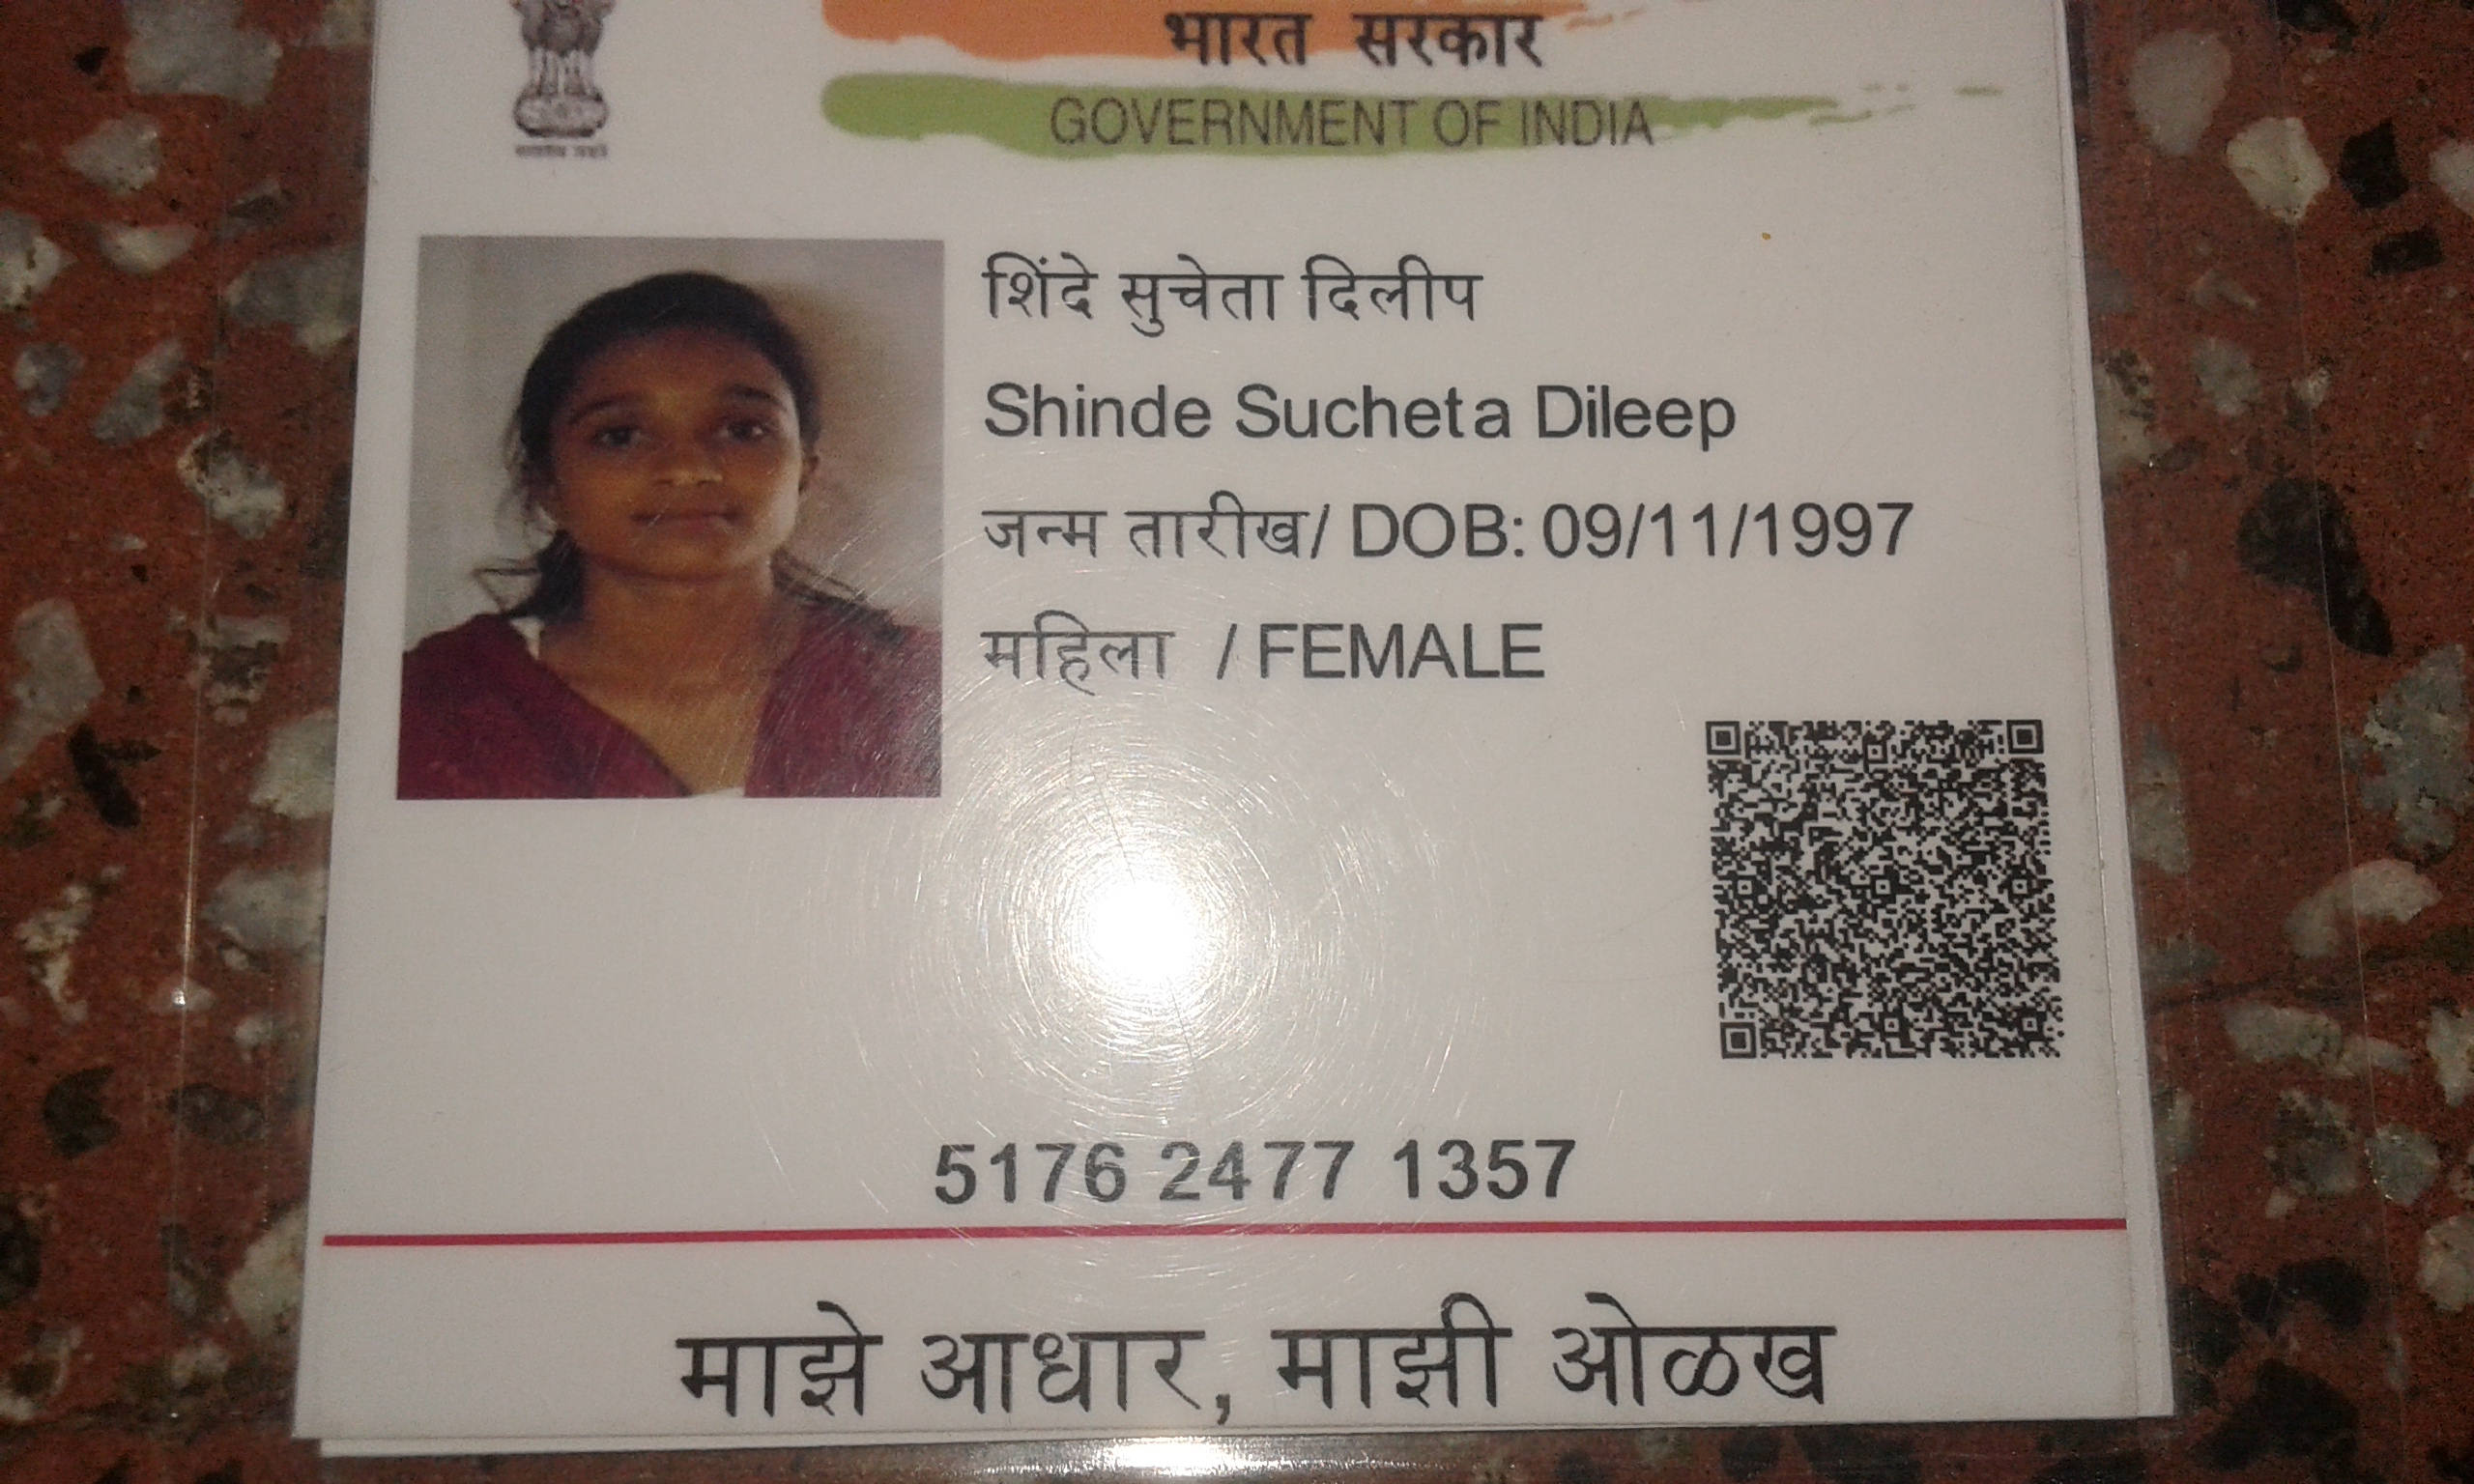 भारत सरकार
GOVERNMENT OF INDIA
शिंदे सुचेता दिलीप
Shinde Sucheta Dileep
जन्म तारीख/ DOB: 09/11/1997
महिला / FEMALE
5176 2477 1357
माझे आधार, माझी ओळख